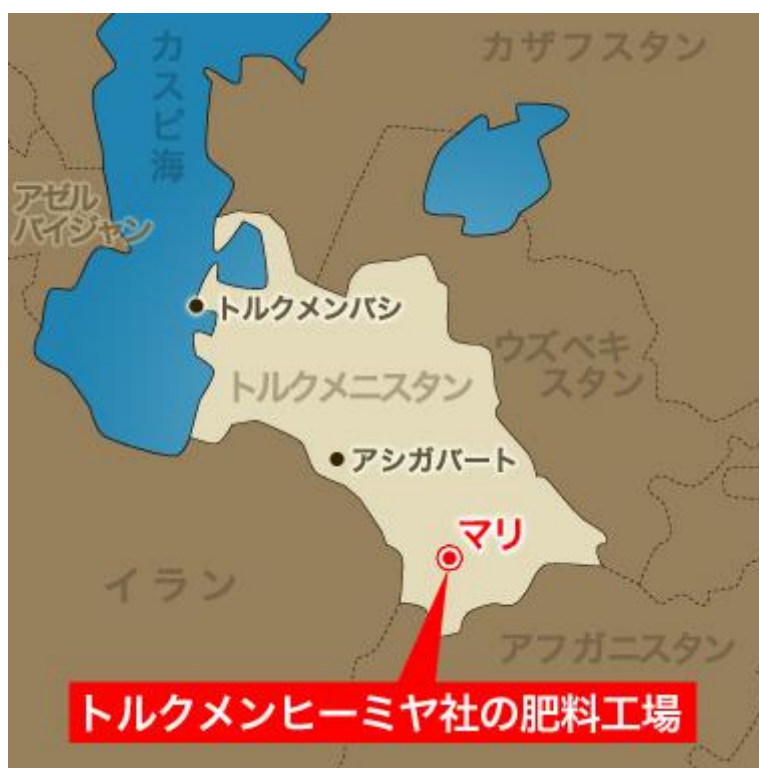 カスピ海
カザフスタン
アゼル
バイジャン
トルクメンバシ
ウズベキ
スタン
トルクメニスタン
アシガバート
マリ
イラン
アフガニスタン
トルクメンヒーミヤ社の肥料工場